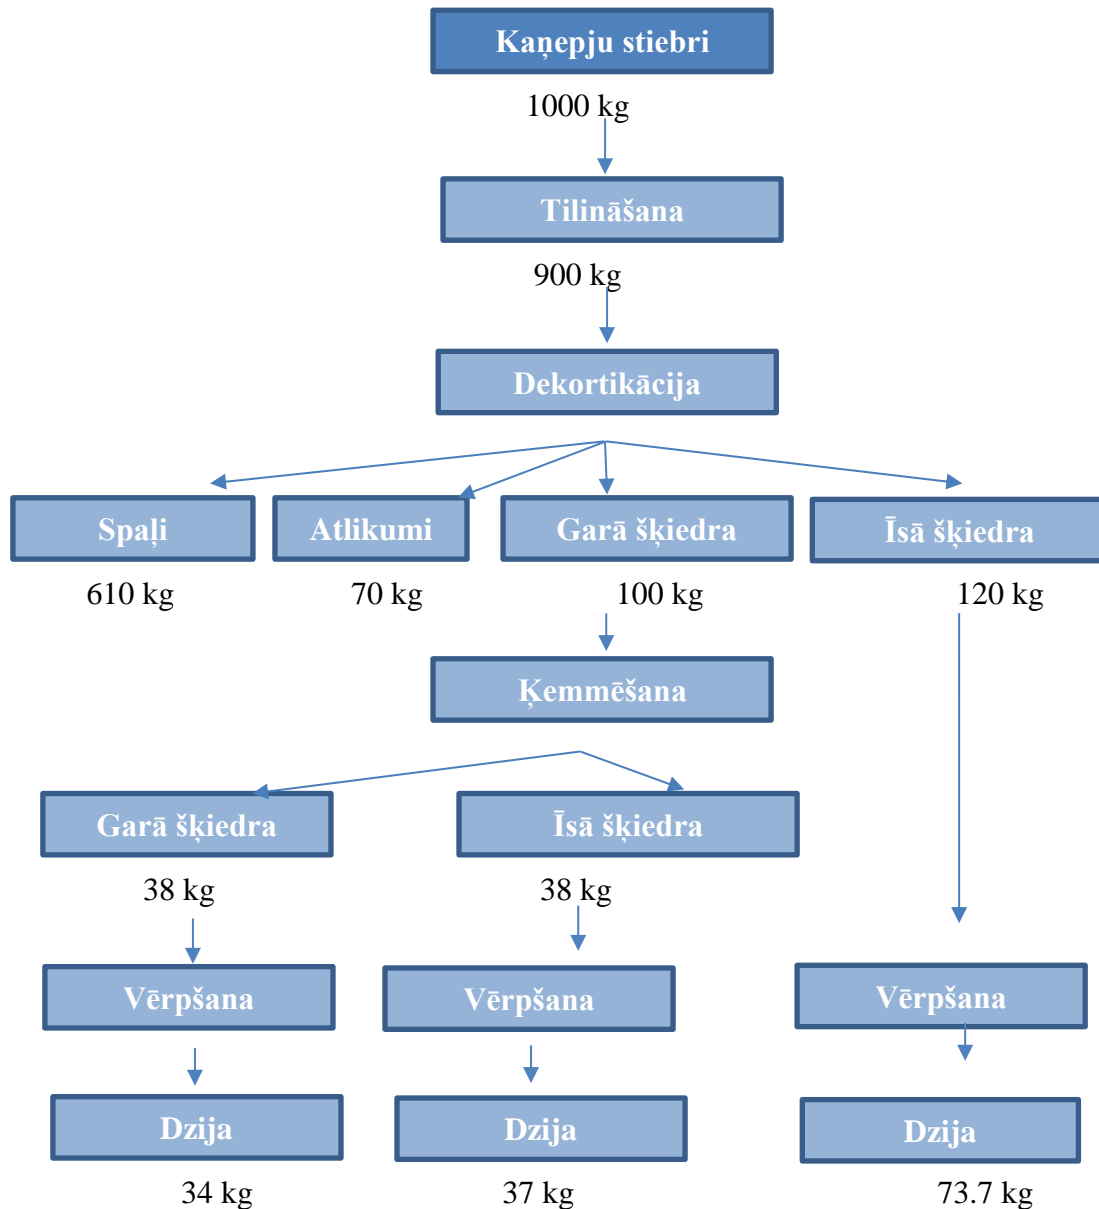 Kaņepju stiebri
1000 kg
Tilināšana
900 kg
Dekortikācija
Spaļi
Atlikumi
Garā šķiedra
Īsā šķiedra
610 kg
70 kg
100 kg
120 kg
Ķemmēšana
Garā šķiedra
Īsā šķiedra
38 kg
38 kg
Vērpšana
Vērpšana
Vērpšana
Dzija
Dzija
Dzija
34 kg
37 kg
73.7 kg